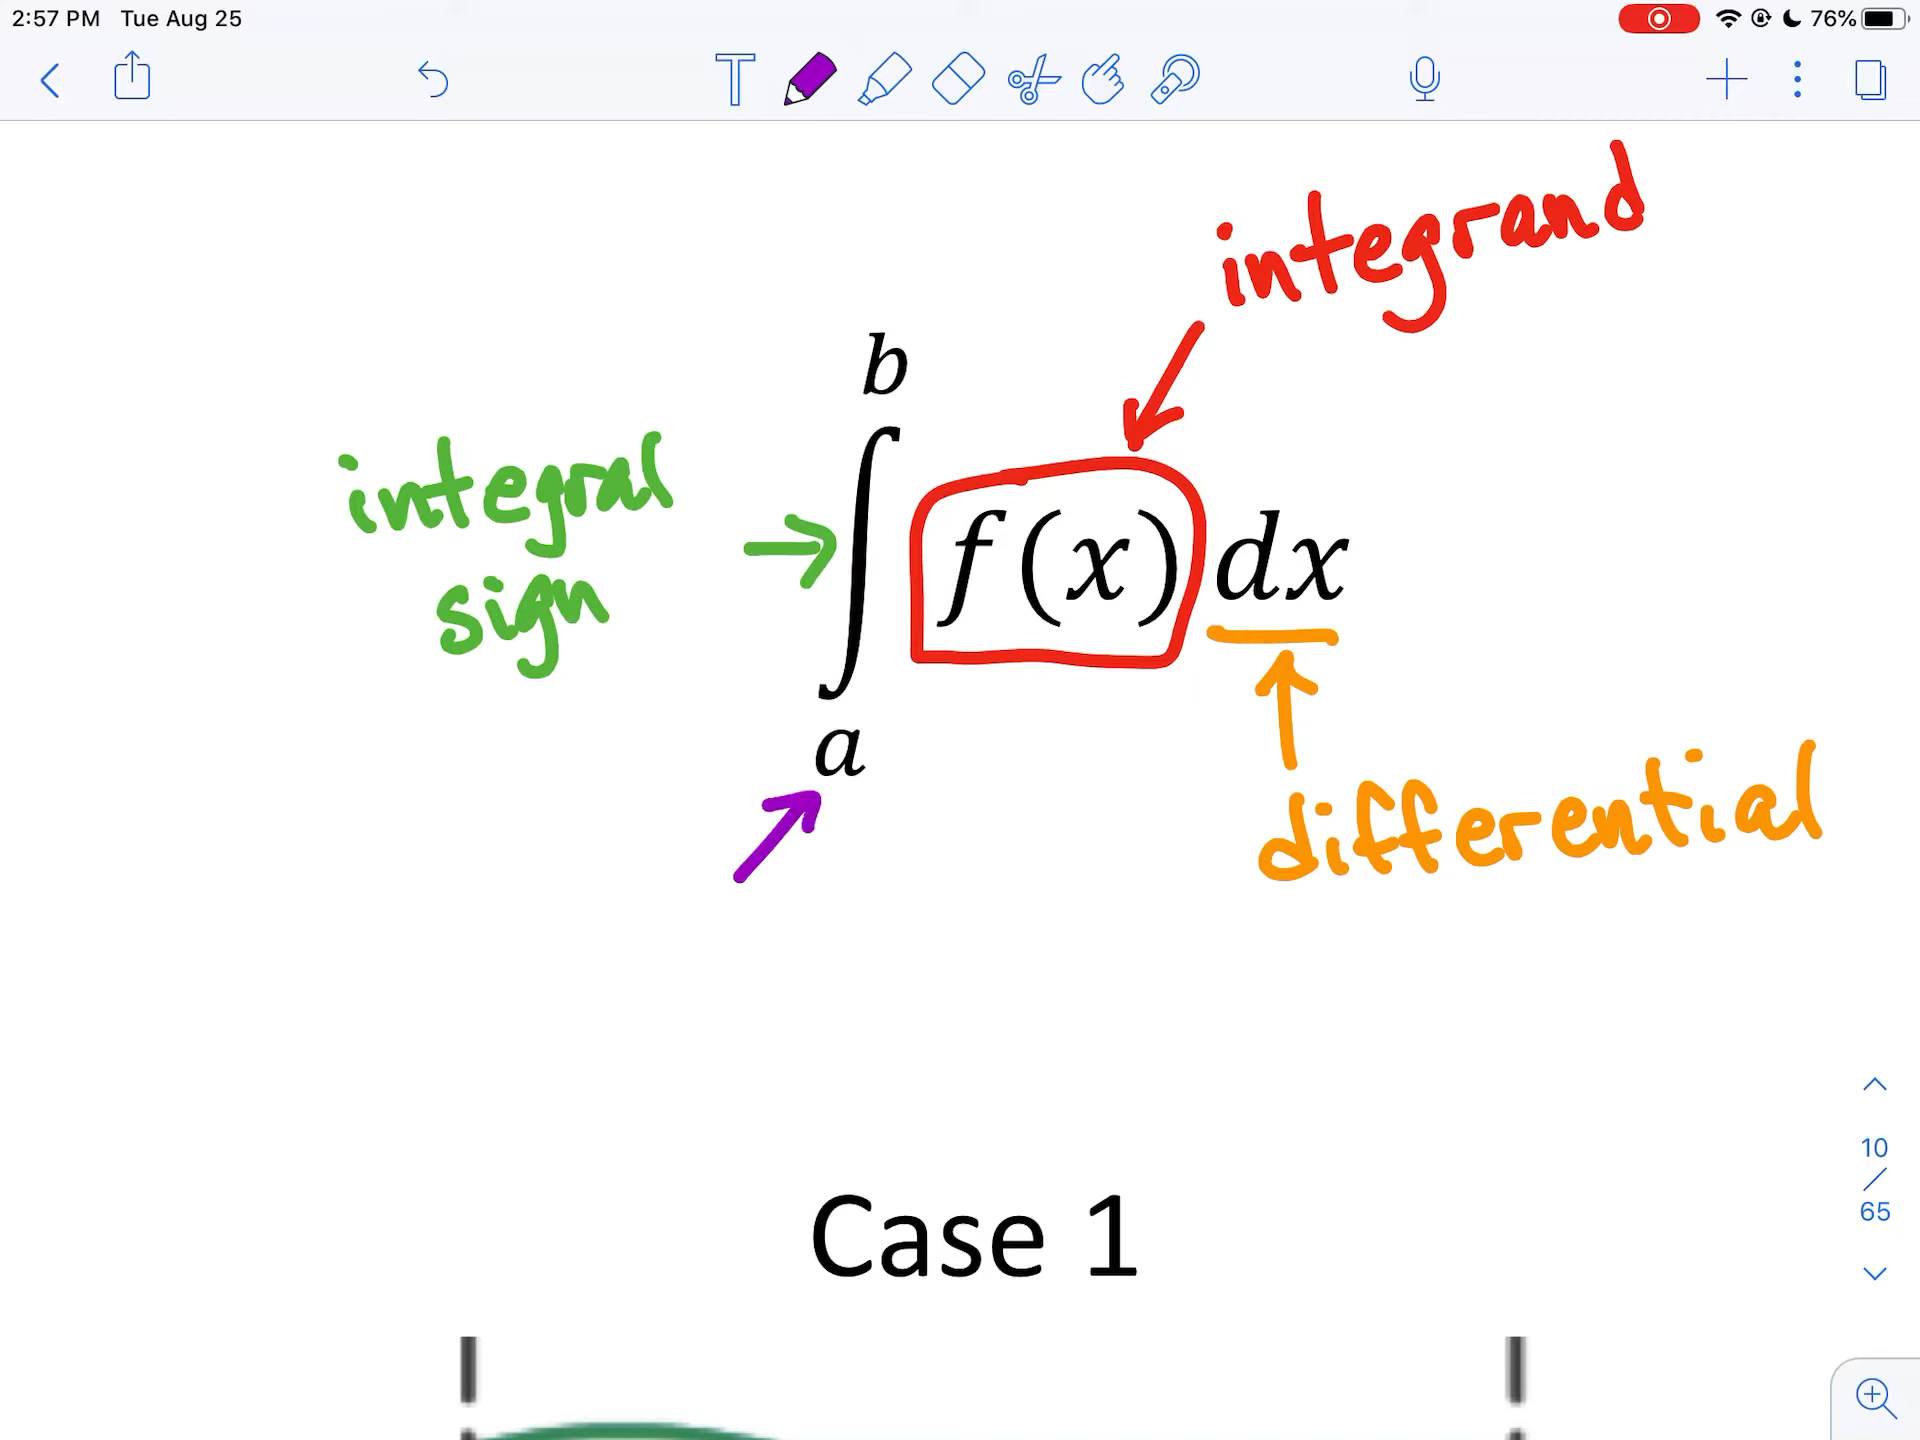 2:57 PM Tue Aug 25
76%
T
integrand
b
integral
sign
∫ f(x) dx
a
differential
10
/
65
Case 1